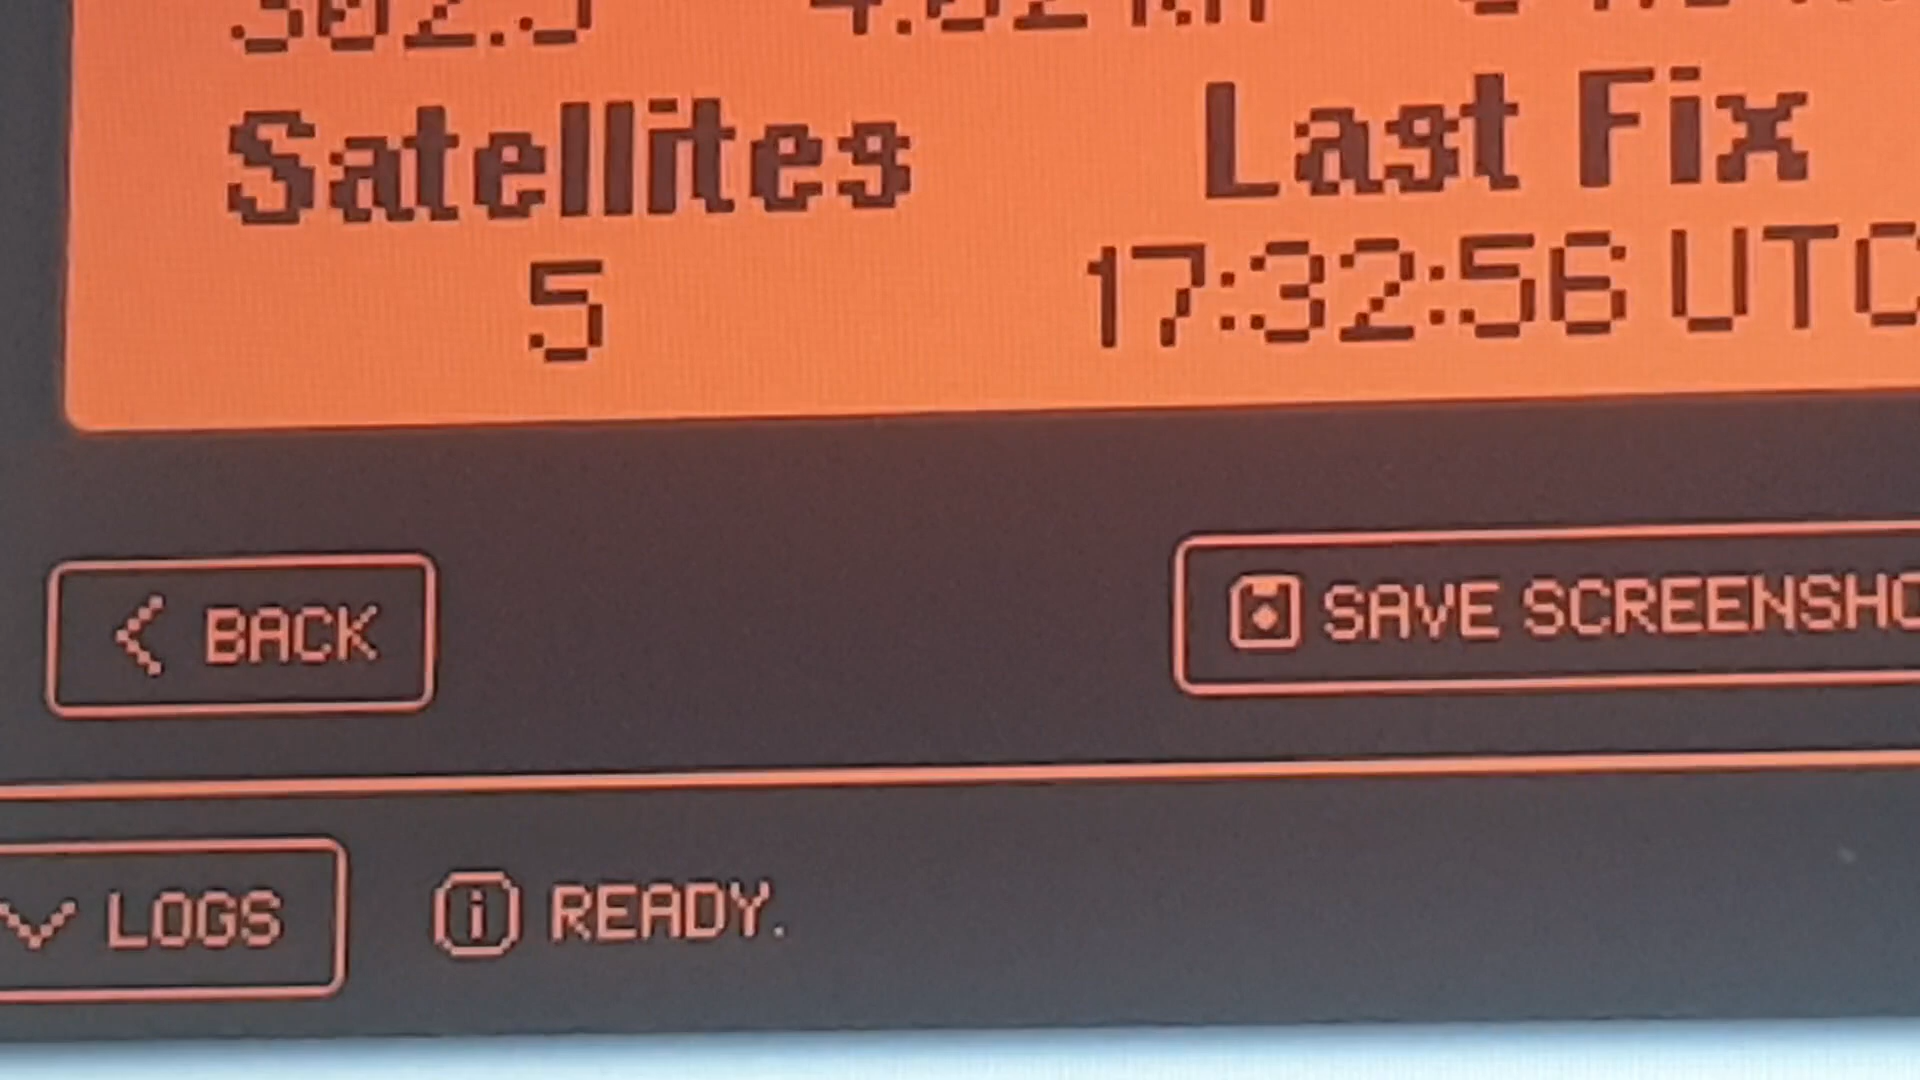 Satellites Last Fix
5 17:32:56 UTC
BACK SAVE SCREENSHO
LOGS READY.